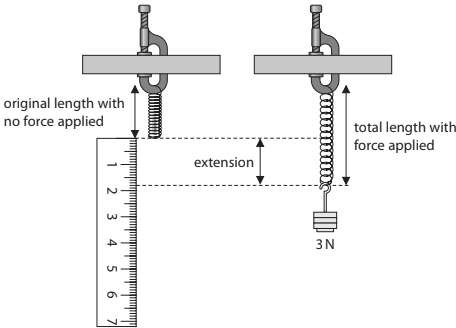 original length with
no force applied
total length with
force applied
extension
1
2
3
4
5
6
7
3 N